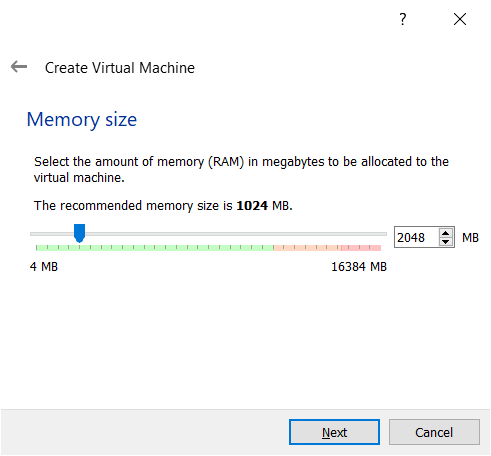 ?
Create Virtual Machine
Memory size
Select the amount of memory (RAM) in megabytes to be allocated to the
virtual machine.
The recommended memory size is 1024 MB.
2048 MB
4 MB 16384 MB
Next Cancel